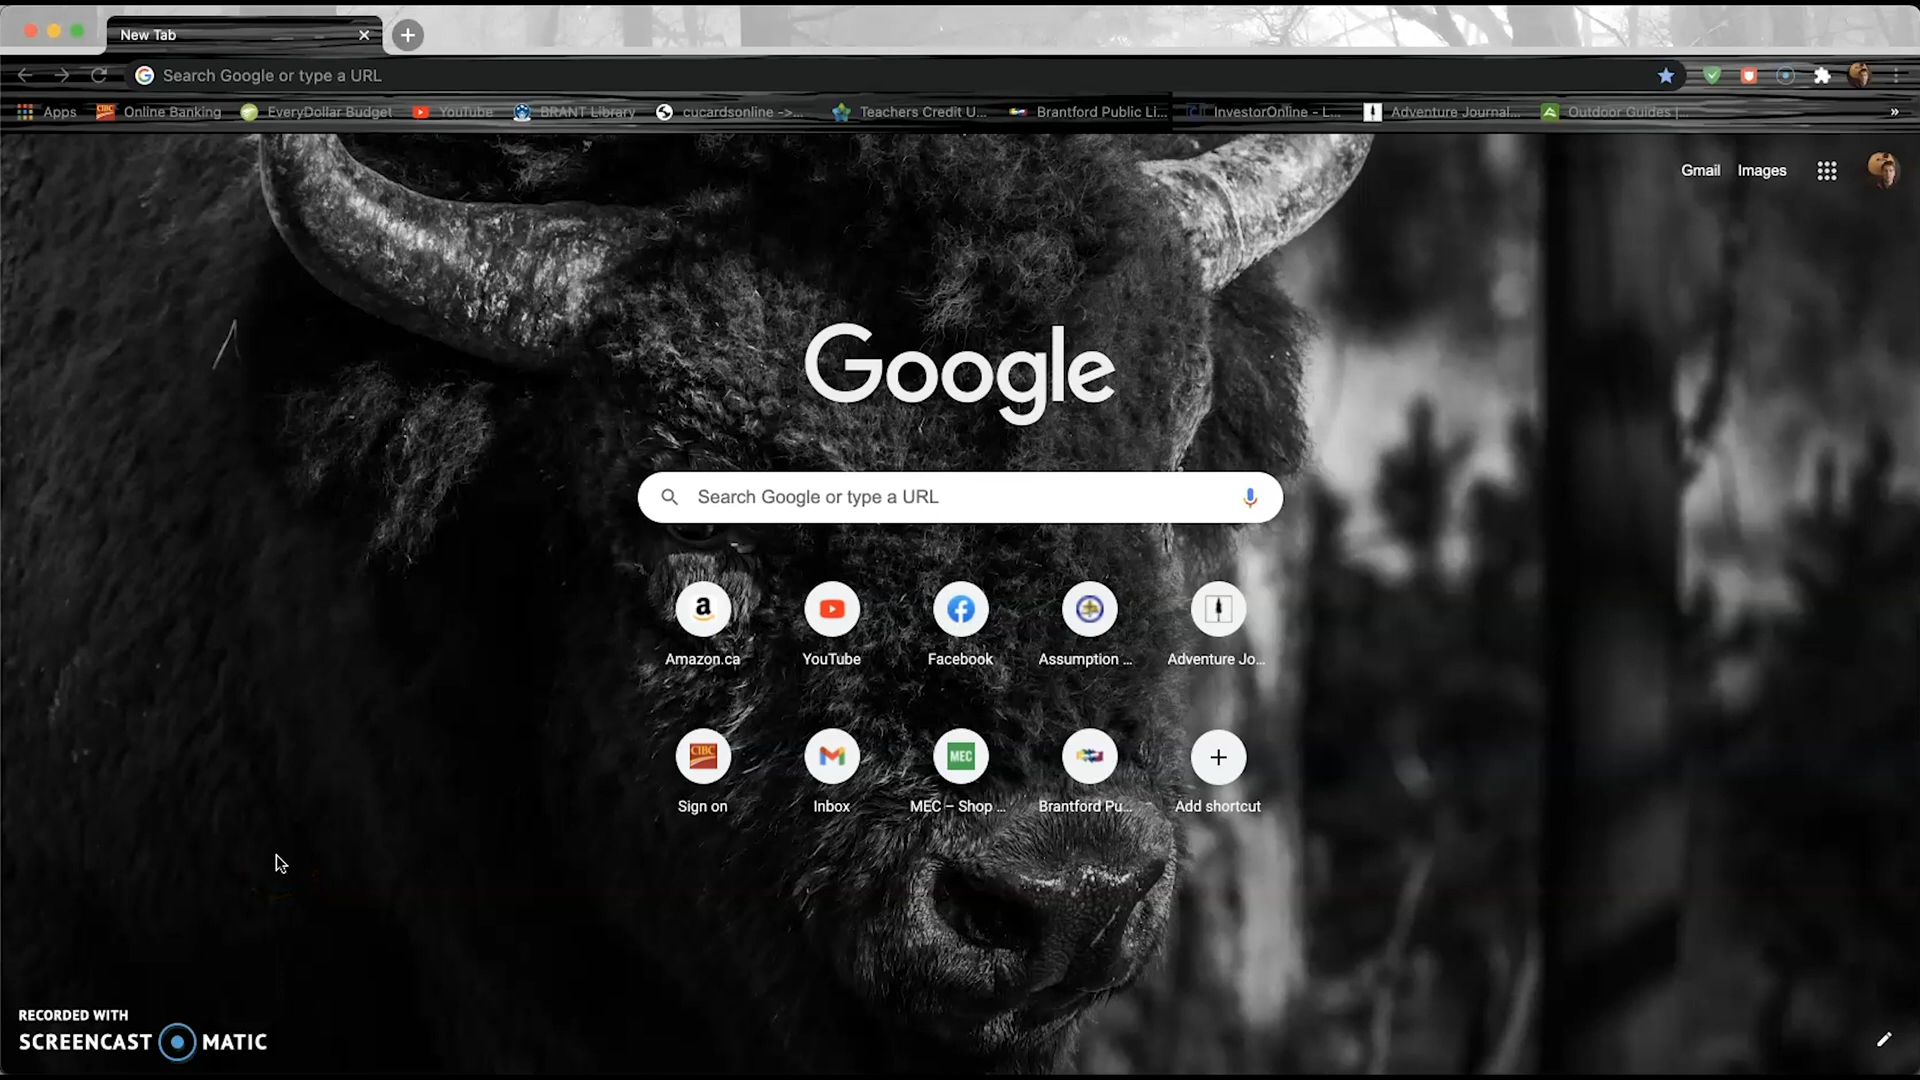 New Tab
Search Google or type a URL
Apps
Online Banking
EveryDollar Budget
YouTube
BRANT Library
cucardsonline ->...
Teachers Credit U...
Brantford Public Li...
InvestorOnline - L...
Adventure Journal...
Outdoor Guides |...
»
Gmail
Images
Google
Search Google or type a URL
a
Amazon.ca
YouTube
Facebook
Assumption ...
Adventure Jo...
CIBC
MEC
Sign on
Inbox
MEC – Shop ...
Brantford Pu...
Add shortcut
RECORDED WITH
SCREENCAST MATIC